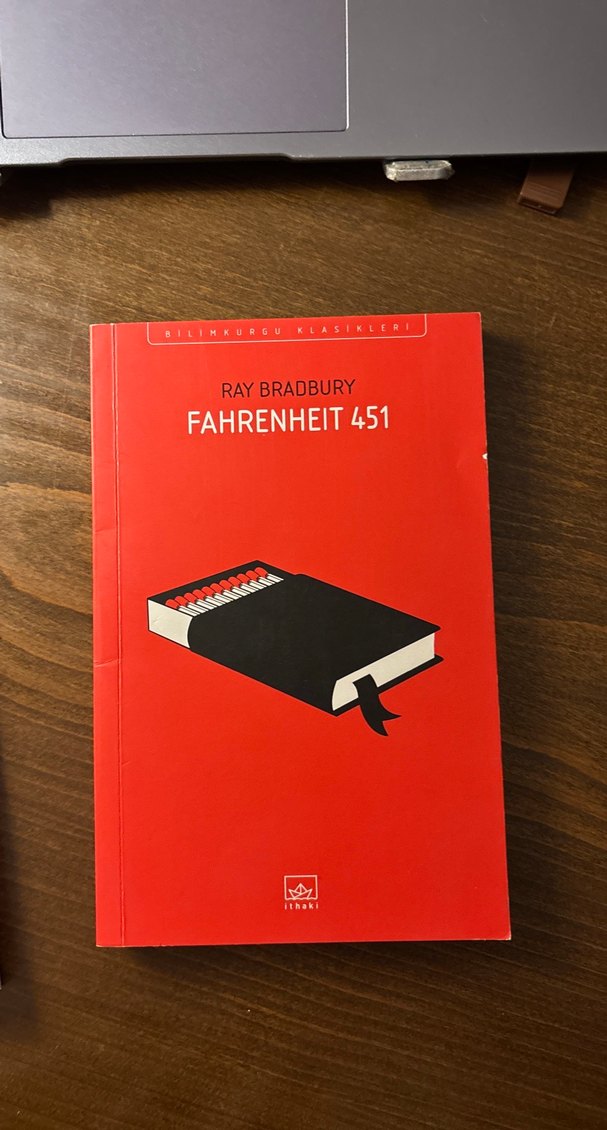 BİLİMKURGU KLASİKLERİ
RAY BRADBURY
FAHRENHEIT 451
ithaki